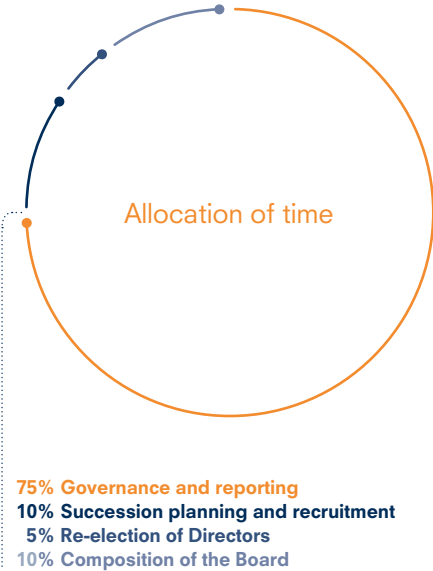 Allocation of time
75% Governance and reporting
10% Succession planning and recruitment
5% Re-election of Directors
10% Composition of the Board